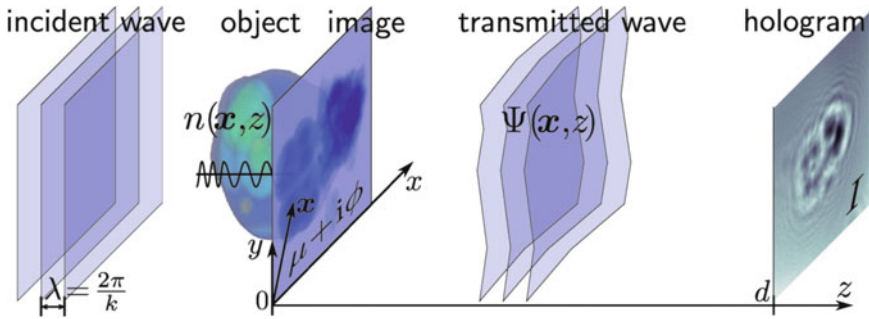 incident wave object image transmitted wave hologram
n(x,z) Ψ(x,z)
x
x
μ + iϕ
I
y
λ = 2π/k
0 d z